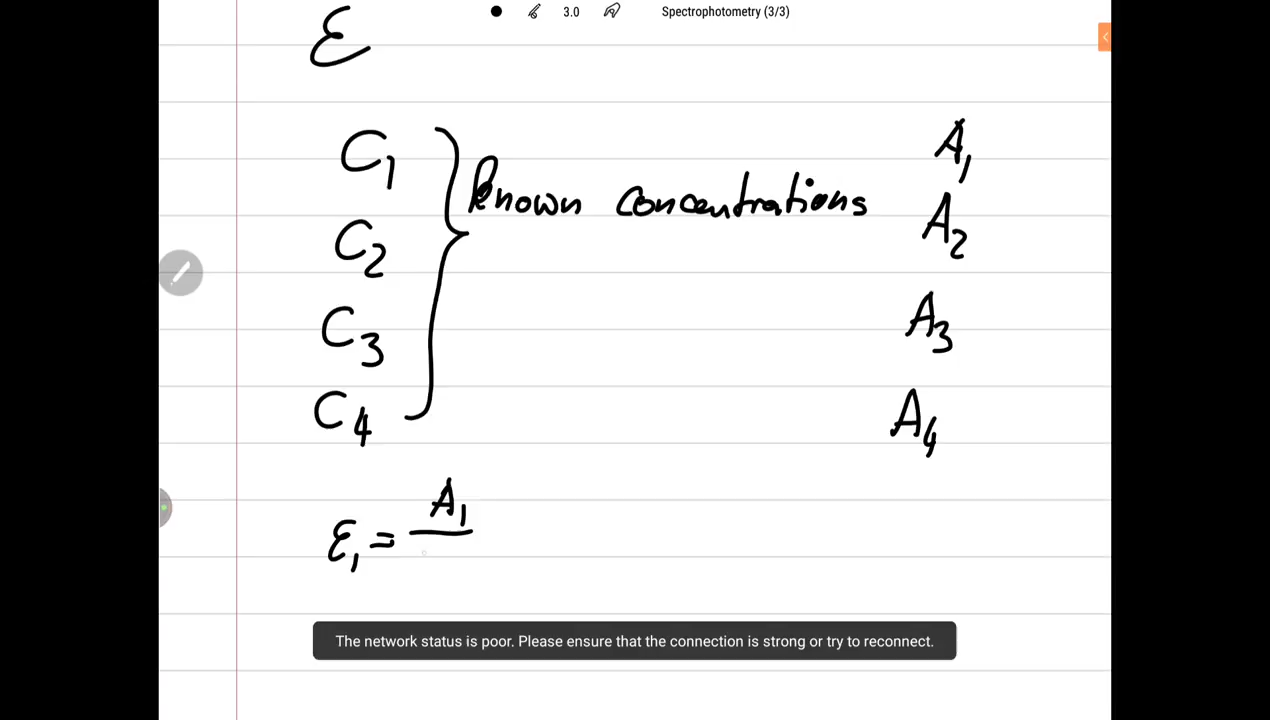 3.0 Spectrophotometry (3/3)
ε
C1 } known concentrations A1
C2 A2
C3 A3
C4 A4
ε1 = A1/
The network status is poor. Please ensure that the connection is strong or try to reconnect.